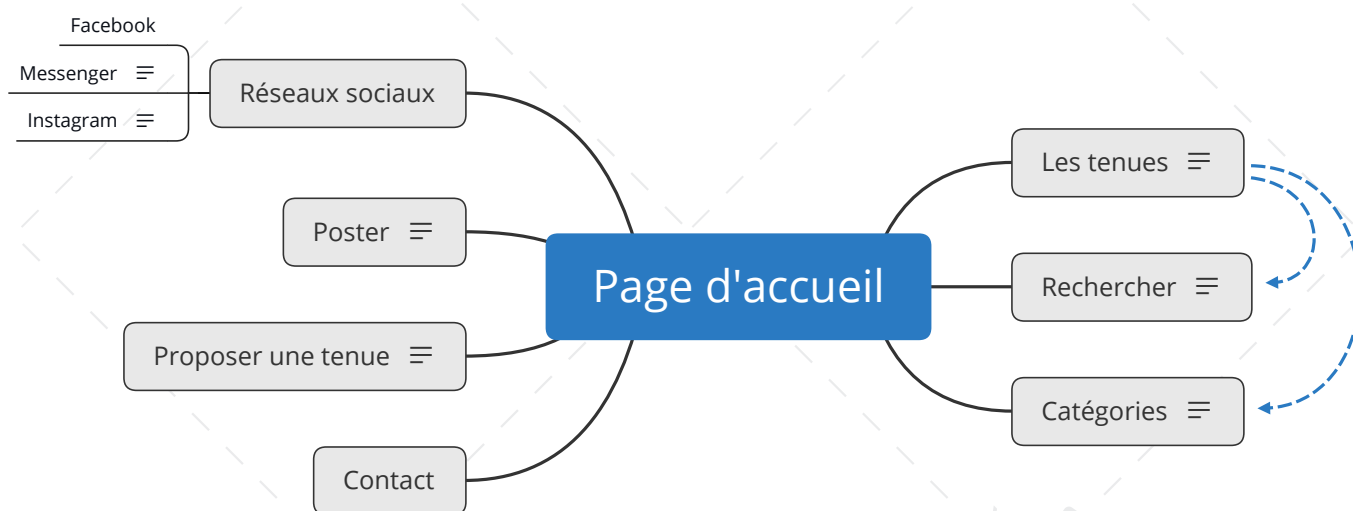 Facebook
Messenger
Instagram
Réseaux sociaux
Poster
Proposer une tenue
Contact
Page d'accueil
Les tenues
Rechercher
Catégories